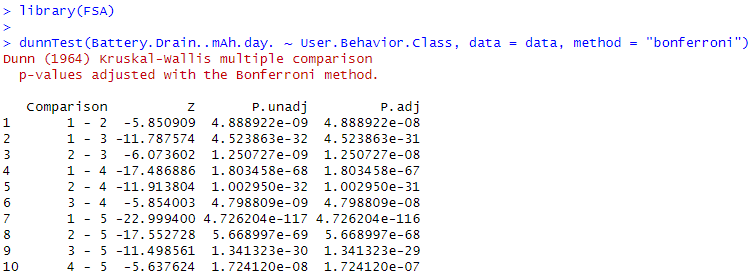 > library(FSA)
>
> dunnTest(Battery.Drain..mAh.day. ~ User.Behavior.Class, data = data, method = "bonferroni")
Dunn (1964) Kruskal-Wallis multiple comparison
  p-values adjusted with the Bonferroni method.

   Comparison          Z       P.unadj         P.adj
1       1 - 2  -5.850909  4.888922e-09  4.888922e-08
2       1 - 3 -11.787574  4.523863e-32  4.523863e-31
3       2 - 3  -6.073602  1.250709e-09  1.250727e-08
4       1 - 4 -17.486886  1.803458e-68  1.803458e-67
5       2 - 4 -11.913804  1.002950e-32  1.002950e-31
6       3 - 4  -5.854003  4.798809e-09  4.798809e-08
7       1 - 5 -22.999400 4.726204e-117 4.726204e-116
8       2 - 5 -17.552728  5.668997e-69  5.668997e-68
9       3 - 5 -11.498561  1.341323e-30  1.341323e-29
10      4 - 5  -5.637624  1.724120e-08  1.724120e-07